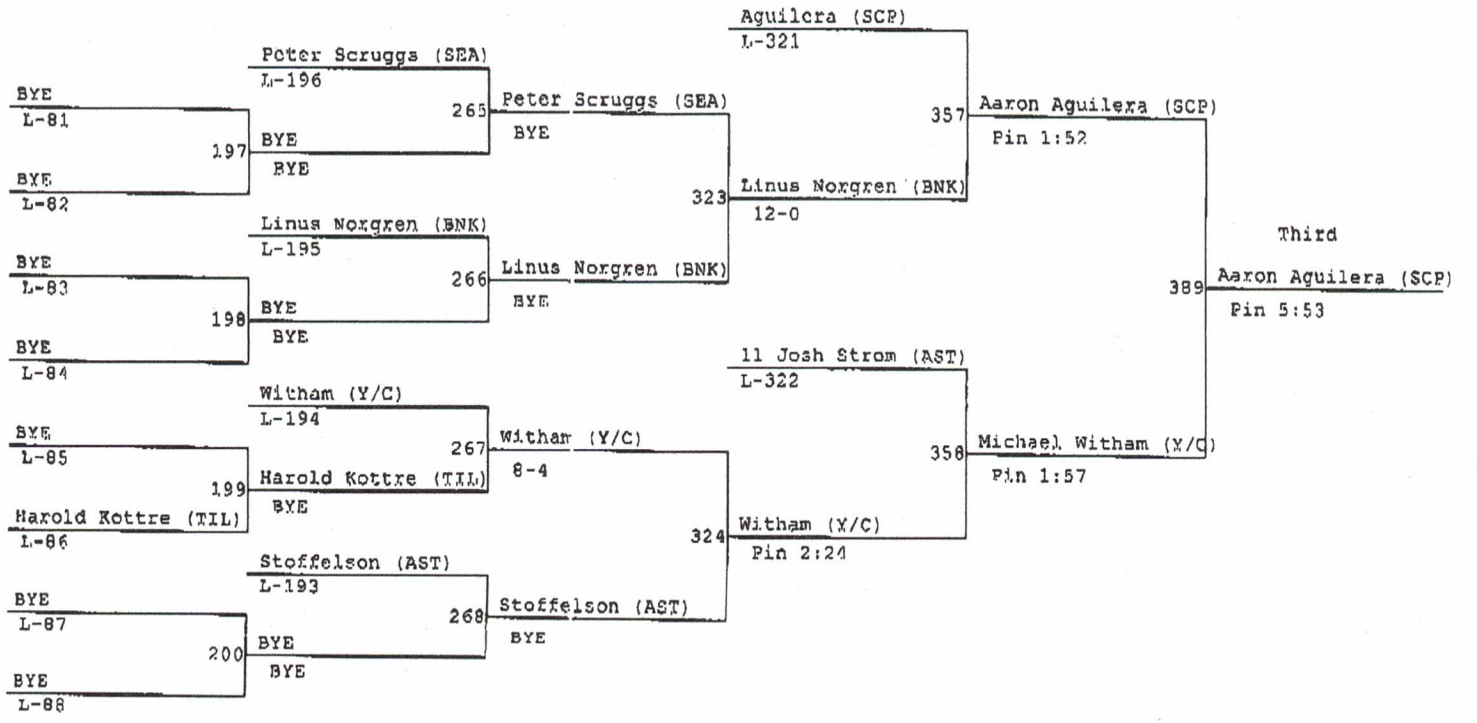 Aguilera (SCP)
L-321
Peter Scruggs (SEA)
L-196
BYE
L-81
265
Peter Scruggs (SEA)
BYE
357
Aaron Aguilera (SCP)
Pin 1:52
197
BYE
BYE
BYE
L-82
323
Linus Norgren (BNK)
12-0
Linus Norgren (BNK)
L-195
Third
BYE
L-83
266
Linus Norgren (BNK)
BYE
389
Aaron Aguilera (SCP)
Pin 5:53
198
BYE
BYE
BYE
L-84
11 Josh Strom (AST)
L-322
Witham (Y/C)
L-194
BYE
L-85
267
Witham (Y/C)
8-4
358
Michael Witham (Y/C)
Pin 1:57
199
Harold Kottre (TIL)
BYE
Harold Kottre (TIL)
L-86
324
Witham (Y/C)
Pin 2:24
Stoffelson (AST)
L-193
BYE
L-87
268
Stoffelson (AST)
BYE
200
BYE
BYE
BYE
L-88